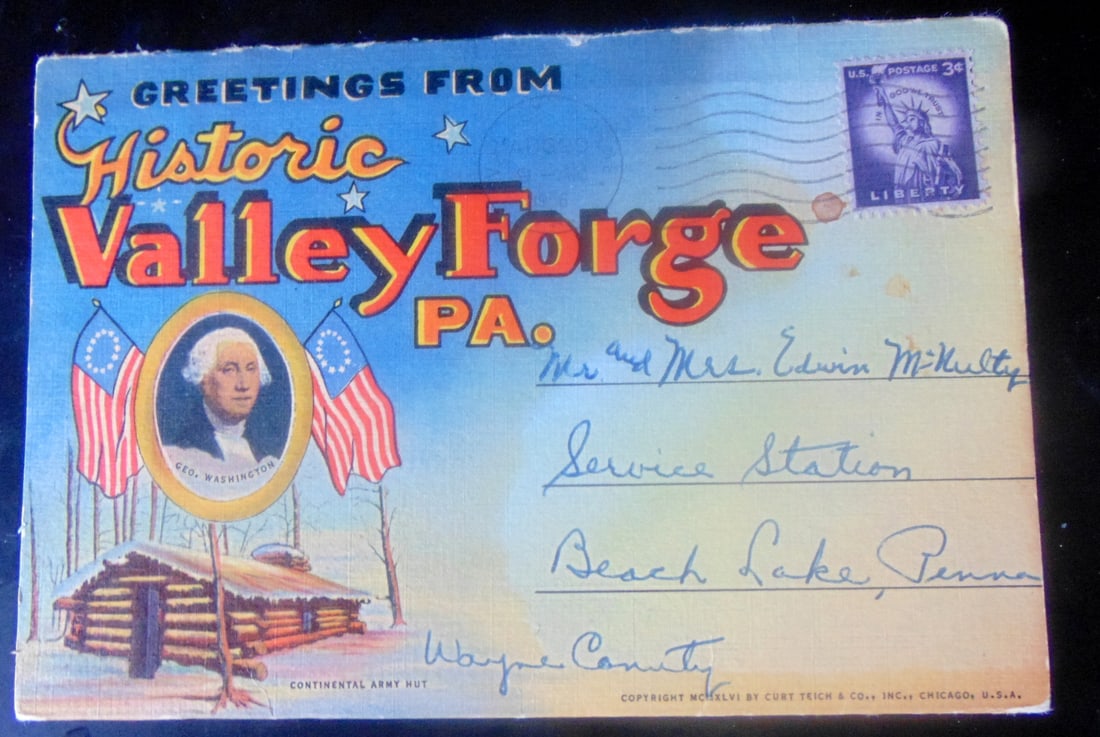 GREETINGS FROM
Historic
Valley Forge
PA.
U.S. POSTAGE 3¢
IN GOD WE TRUST
LIBERTY
GEO. WASHINGTON
Mr. and Mrs. Edwin McNulty
Service Station
Beach Lake, Penna
Wayne County
CONTINENTAL ARMY HUT
COPYRIGHT MCMXLVI BY CURT TEICH & CO., INC., CHICAGO, U.S.A.